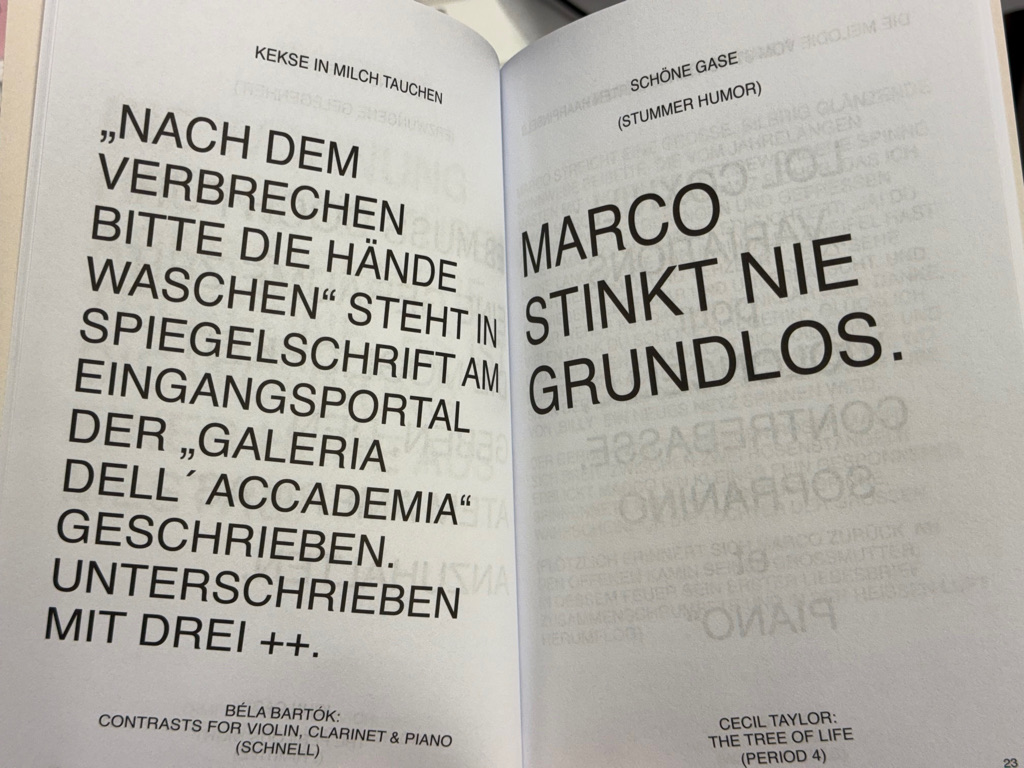 KEKSE IN MILCH TAUCHEN
„NACH DEM
VERBRECHEN
BITTE DIE HÄNDE
WASCHEN“ STEHT IN
SPIEGELSCHRIFT AM
EINGANGSPORTAL
DER „GALERIA
DELL´ACCADEMIA“
GESCHRIEBEN.
UNTERSCHRIEBEN
MIT DREI ++.
BÉLA BARTÓK:
CONTRASTS FOR VIOLIN, CLARINET & PIANO
(SCHNELL)
SCHÖNE GASE
(STUMMER HUMOR)
MARCO
STINKT NIE
GRUNDLOS.
CECIL TAYLOR:
THE TREE OF LIFE
(PERIOD 4)
23